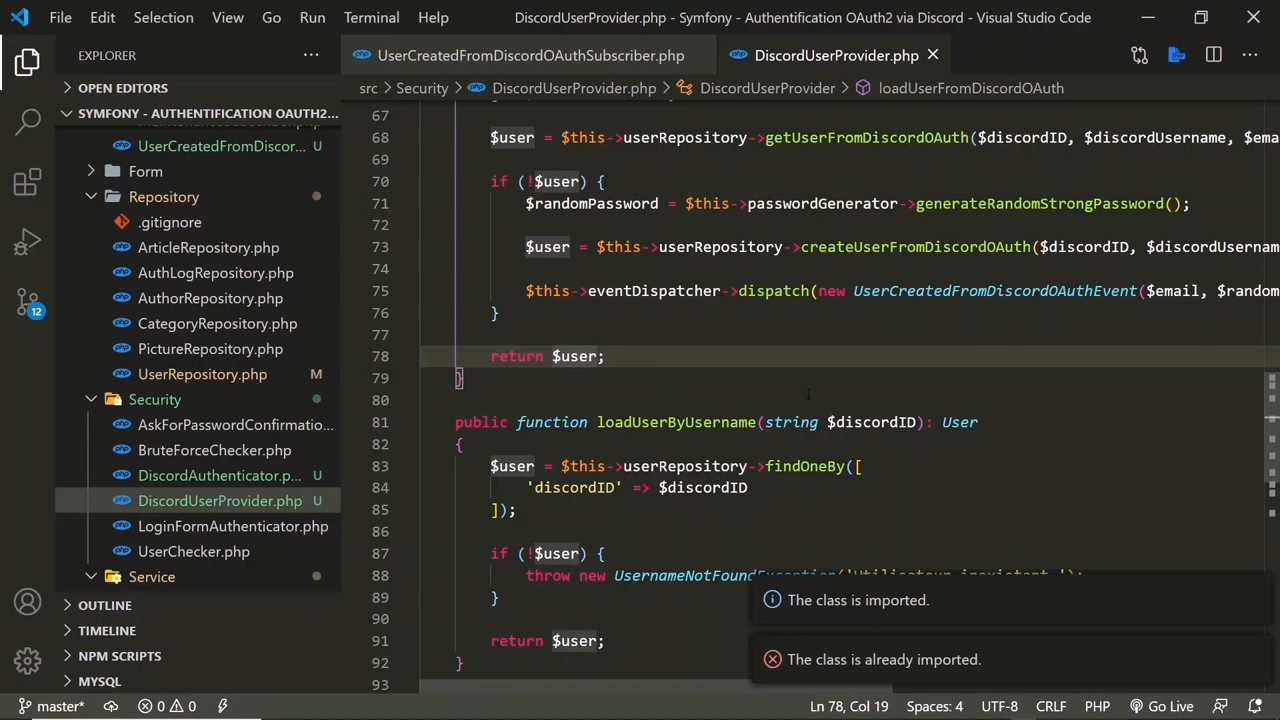 File Edit Selection View Go Run Terminal Help DiscordUserProvider.php - Symfony - Authentification OAuth2 via Discord - Visual Studio Code
EXPLORER
OPEN EDITORS
SYMFONY - AUTHENTIFICATION OAUTH2...
UserCreatedFromDiscor... U
Form
Repository
.gitignore
ArticleRepository.php
AuthLogRepository.php
AuthorRepository.php
CategoryRepository.php
PictureRepository.php
UserRepository.php M
Security
AskForPasswordConfirmatio...
BruteForceChecker.php
DiscordAuthenticator.p... U
DiscordUserProvider.php U
LoginFormAuthenticator.php
UserChecker.php
Service
OUTLINE
TIMELINE
NPM SCRIPTS
MYSQL
12
UserCreatedFromDiscordOAuthSubscriber.php DiscordUserProvider.php
src > Security > DiscordUserProvider.php > DiscordUserProvider > loadUserFromDiscordOAuth
67
68 $user = $this->userRepository->getUserFromDiscordOAuth($discordID, $discordUsername, $ema
69
70 if (!$user) {
71 $randomPassword = $this->passwordGenerator->generateRandomStrongPassword();
72
73 $user = $this->userRepository->createUserFromDiscordOAuth($discordID, $discordUsername
74
75 $this->eventDispatcher->dispatch(new UserCreatedFromDiscordOAuthEvent($email, $random
76 }
77
78 return $user;
79 }
80
81 public function loadUserByUsername(string $discordID): User
82 {
83 $user = $this->userRepository->findOneBy([
84 'discordID' => $discordID
85 ]);
86
87 if (!$user) {
88 throw new UsernameNotFoundException('Utilisateur inexistant.');
89 }
90
91 return $user;
92 }
93
The class is imported.
The class is already imported.
master* 0 0 Ln 78, Col 19 Spaces: 4 UTF-8 CRLF PHP Go Live